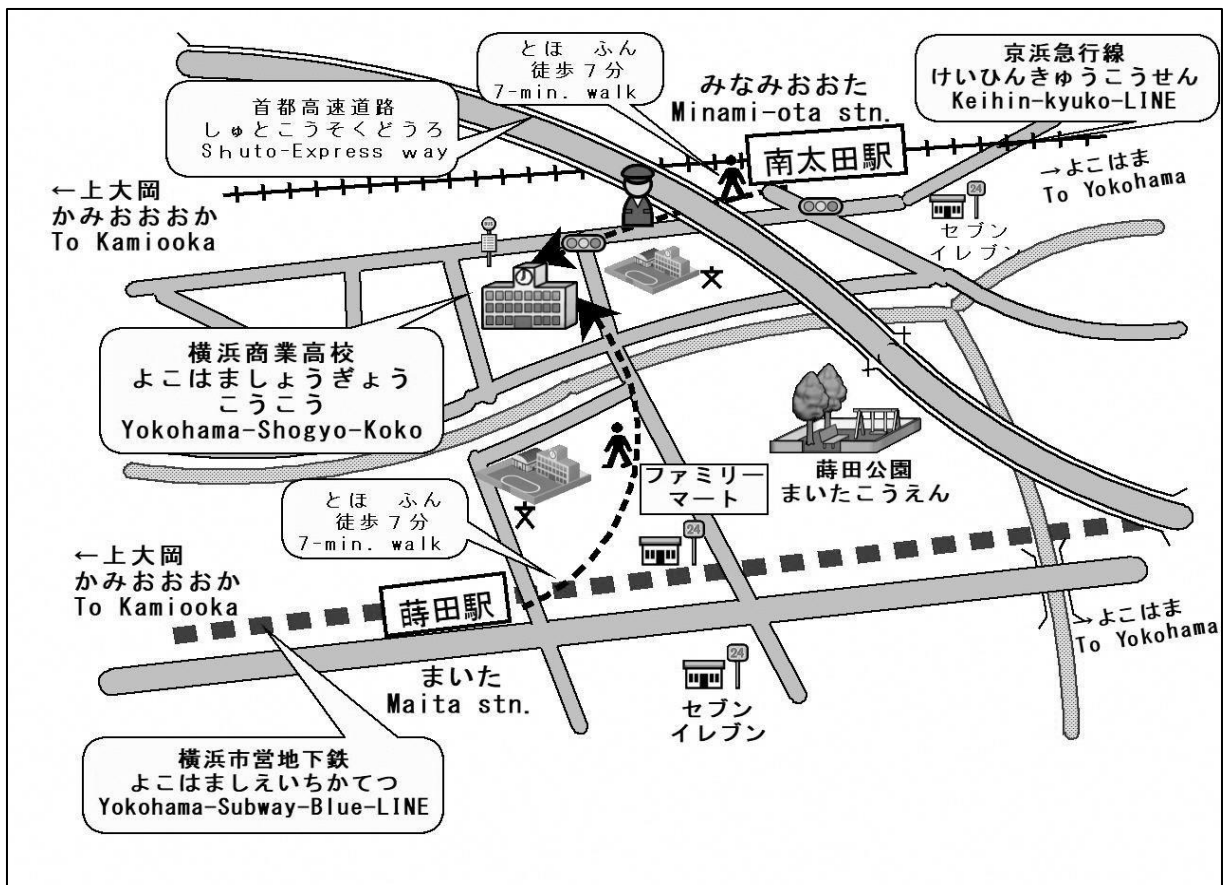 とほ ふん
徒歩７分
7-min. walk
京浜急行線
けいひんきゅうこうせん
Keihin-kyuko-LINE
みなみおおた
Minami-ota stn.
首都高速道路
しゅとこうそくどうろ
Shuto-Express way
南太田駅
←上大岡
かみおおおか
To Kamiooka
→よこはま
To Yokohama
24
セブン
イレブン
BUS
文
横浜商業高校
よこはましょうぎょう
こうこう
Yokohama-Shogyo-Koko
蒔田公園
まいたこうえん
ファミリー
マート
文
とほ ふん
徒歩７分
7-min. walk
24
←上大岡
かみおおおか
To Kamiooka
蒔田駅
→よこはま
To Yokohama
まいた
Maita stn.
24
セブン
イレブン
横浜市営地下鉄
よこはましえいちかてつ
Yokohama-Subway-Blue-LINE